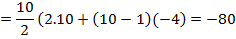 =10/2 (2.10 + (10 − 1)(−4) = −80